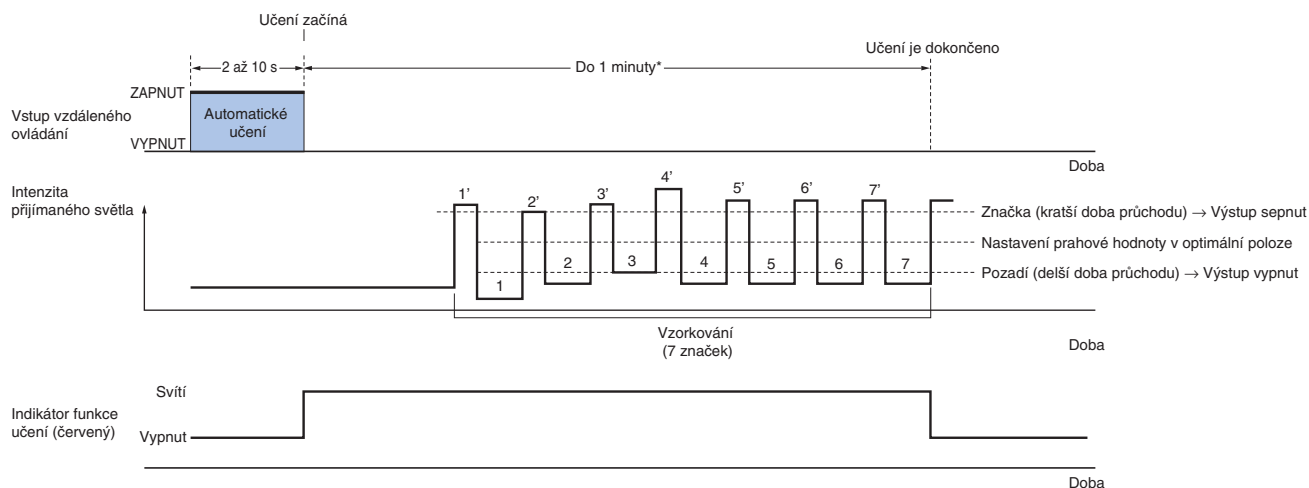 Učení začíná
Učení je dokončeno
2 až 10 s
Do 1 minuty*
ZAPNUT
Vstup vzdáleného
ovládání
Automatické
učení
VYPNUT
Doba
Intenzita
přijímaného světla
1’ 2’ 3’ 4’ 5’ 6’ 7’
Značka (kratší doba průchodu) → Výstup sepnut
Nastavení prahové hodnoty v optimální poloze
Pozadí (delší doba průchodu) → Výstup vypnut
1 2 3 4 5 6 7
Vzorkování
(7 značek)
Doba
Svítí
Indikátor funkce
učení (červený)
Vypnut
Doba